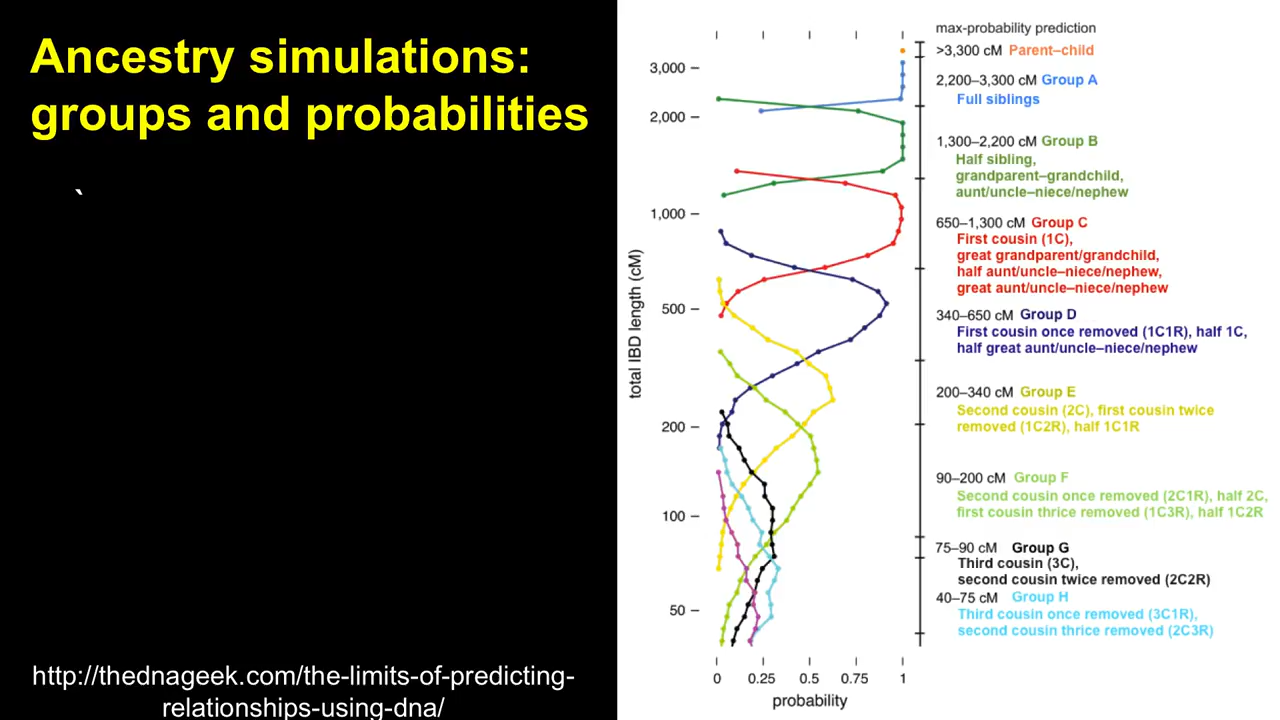 Ancestry simulations:
groups and probabilities
`
http://thednageek.com/the-limits-of-predicting-
relationships-using-dna/
total IBD length (cM)
3,000
2,000
1,000
500
200
100
50
0 0.25 0.5 0.75 1
probability
max-probability prediction
>3,300 cM Parent–child
2,200–3,300 cM Group A
Full siblings
1,300–2,200 cM Group B
Half sibling,
grandparent–grandchild,
aunt/uncle–niece/nephew
650–1,300 cM Group C
First cousin (1C),
great grandparent/grandchild,
half aunt/uncle–niece/nephew,
great aunt/uncle–niece/nephew
340–650 cM Group D
First cousin once removed (1C1R), half 1C,
half great aunt/uncle–niece/nephew
200–340 cM Group E
Second cousin (2C), first cousin twice
removed (1C2R), half 1C1R
90–200 cM Group F
Second cousin once removed (2C1R), half 2C,
first cousin thrice removed (1C3R), half 1C2R
75–90 cM Group G
Third cousin (3C),
second cousin twice removed (2C2R)
40–75 cM Group H
Third cousin once removed (3C1R),
second cousin thrice removed (2C3R)